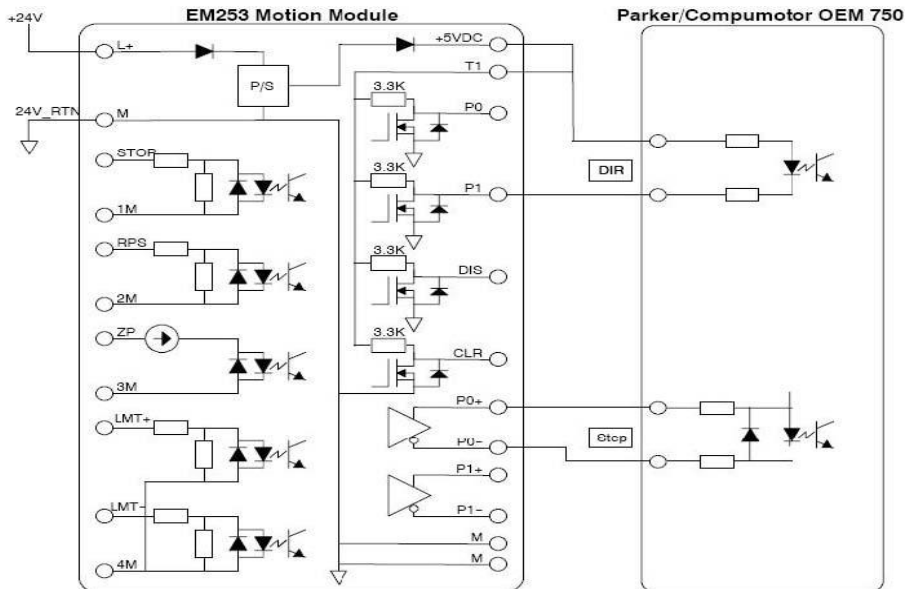 EM253 Motion Module
Parker/Compumotor OEM 750
+24V
L+
P/S
24V_RTN
M
STOP
1M
RPS
2M
ZP
3M
LMT+
LMT-
4M
+5VDC
T1
3.3K
P0
3.3K
P1
3.3K
DIS
3.3K
CLR
P0+
P0-
P1+
P1-
M
M
DIR
Step